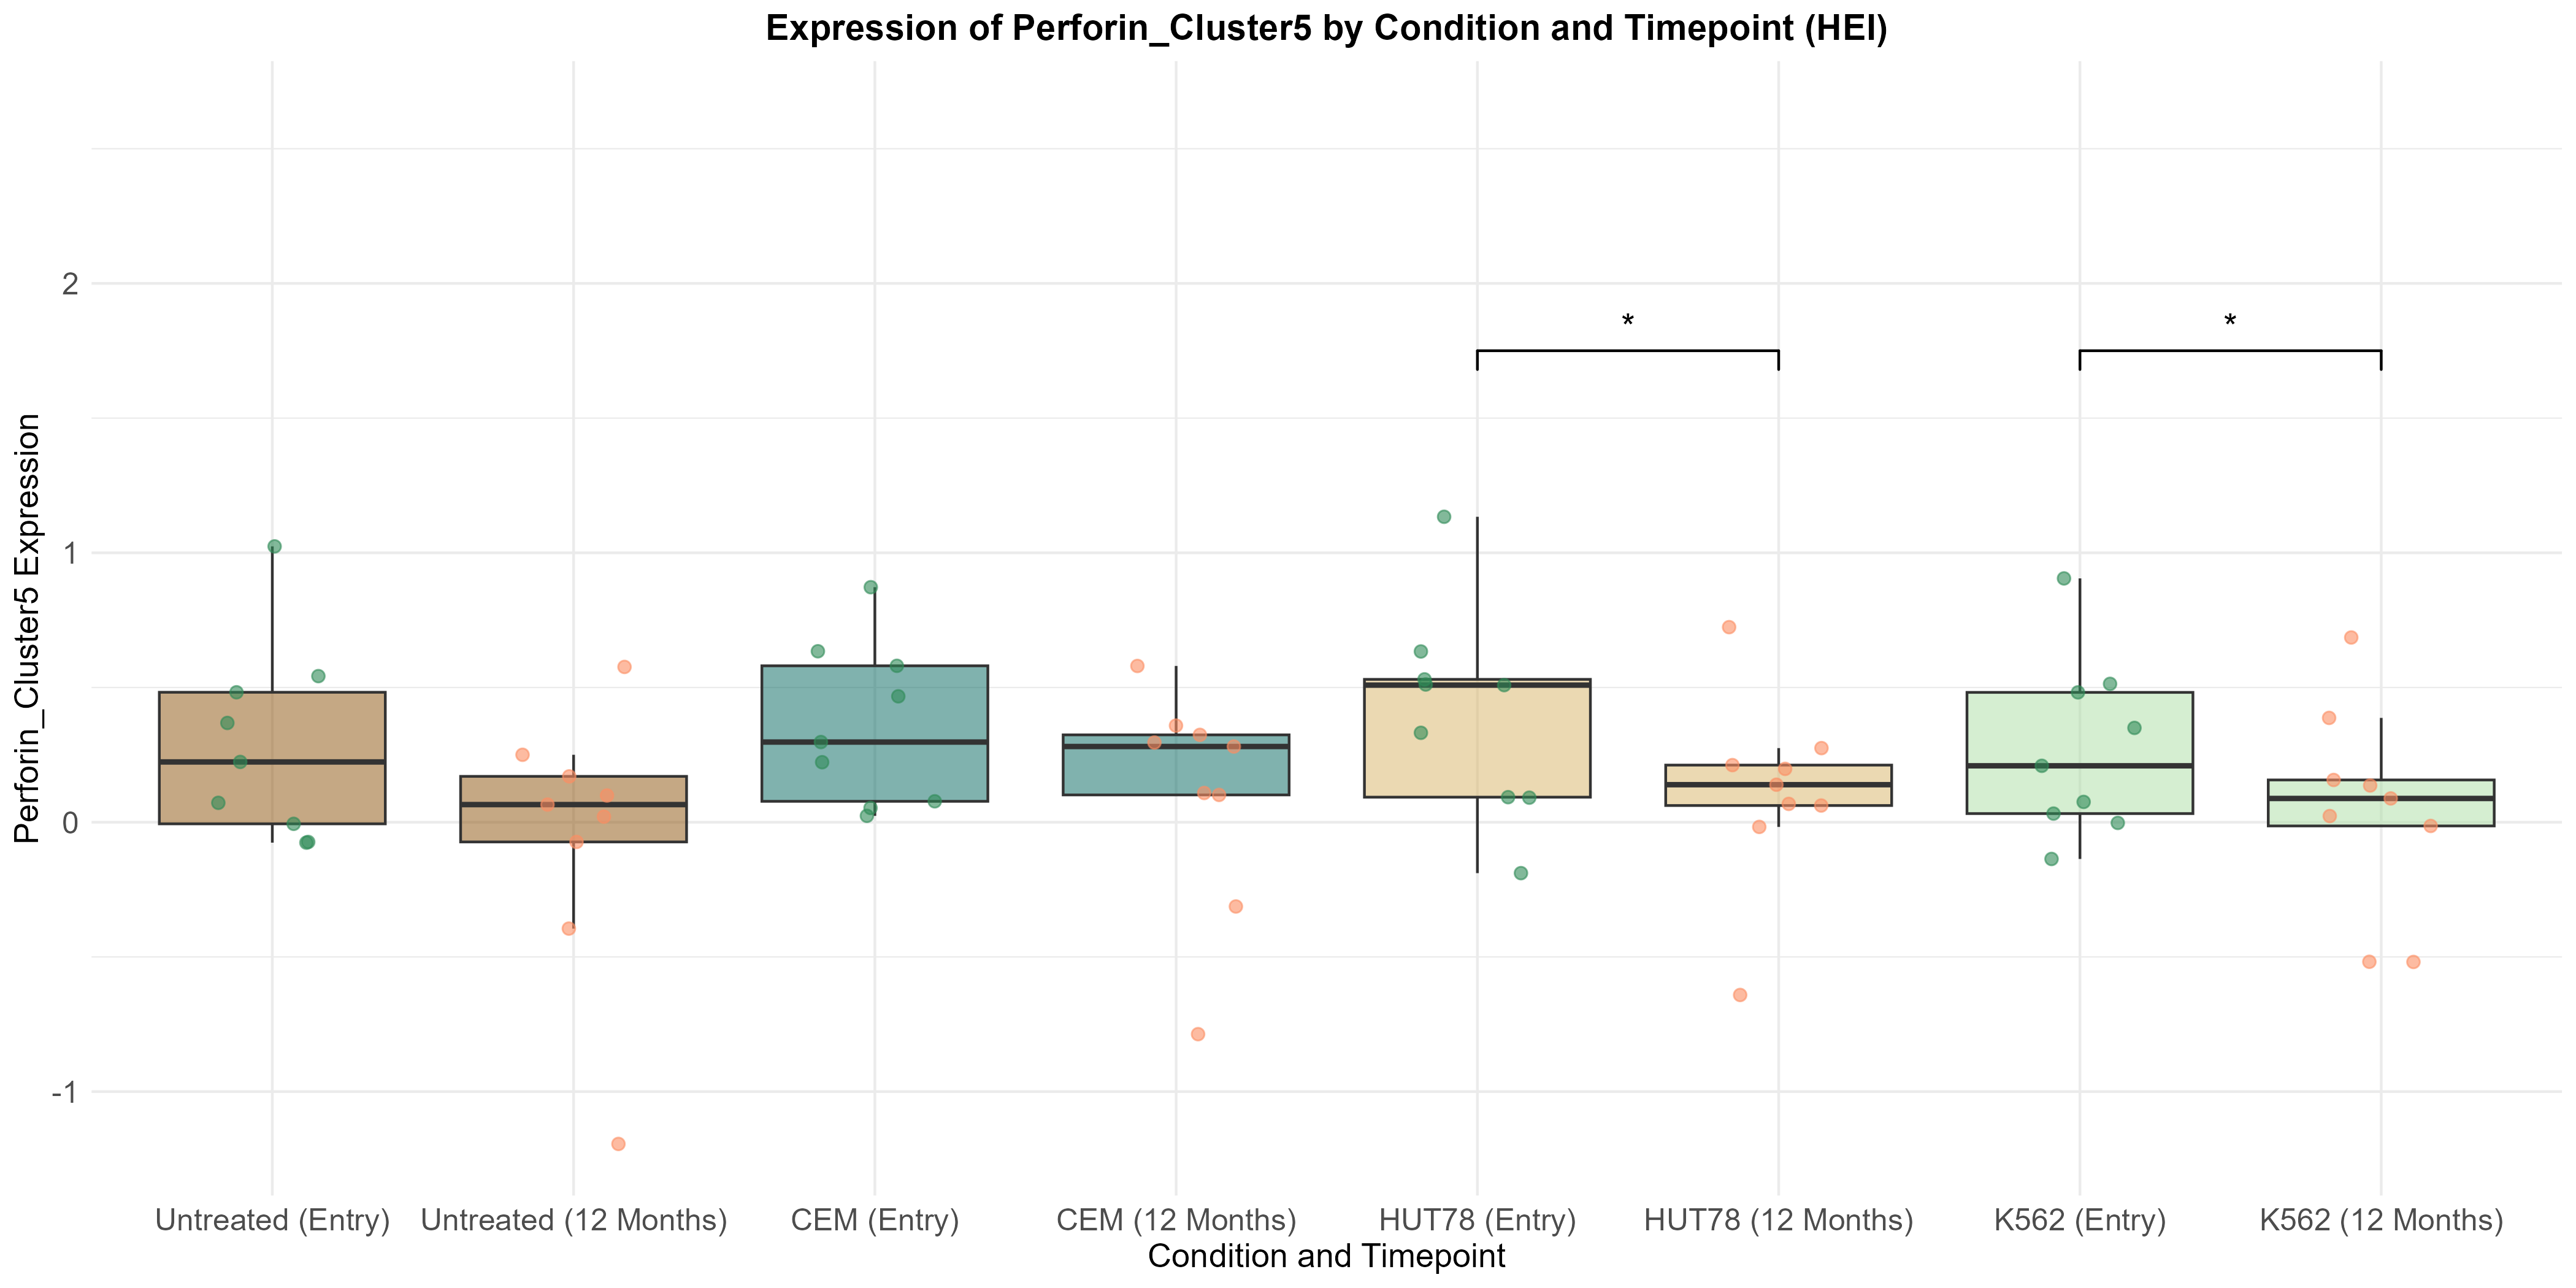 Expression of Perforin_Cluster5 by Condition and Timepoint (HEI)
Perforin_Cluster5 Expression
2
1
0
-1
*
*
Untreated (Entry)
Untreated (12 Months)
CEM (Entry)
CEM (12 Months)
HUT78 (Entry)
HUT78 (12 Months)
K562 (Entry)
K562 (12 Months)
Condition and Timepoint